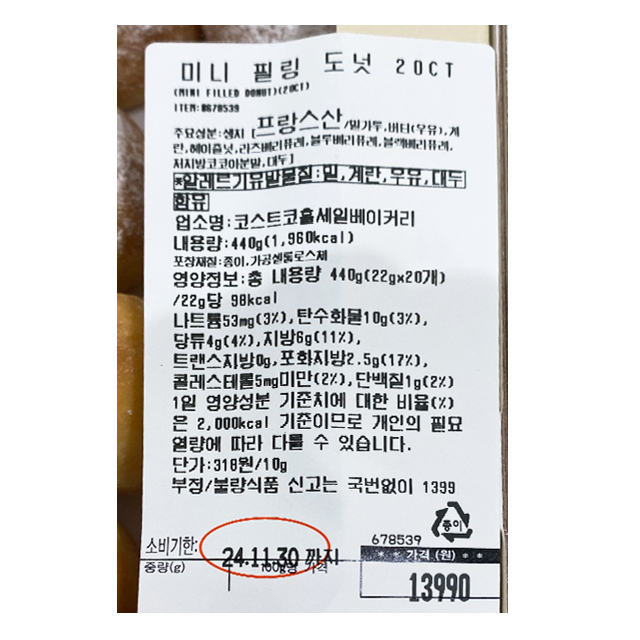 미니 필링 도넛 20CT
(MINI FILLED DONUT)(20CT)
ITEM:#678539
주요성분:생지 [프랑스산/밀가루,버터(우유),계
란,헤이즐넛,라즈베리퓨레,블루베리퓨레,블랙베리퓨레,
저지방코코아분말,대두]
*알레르기유발물질:밀,계란,우유,대두
함유
업소명:코스트코홀세일베이커리
내용량:440g(1,960kcal)
포장재질:종이,가공셀룰로스제
영양정보:총 내용량 440g(22g×20개)
/22g당 98kcal
나트륨53mg(3%),탄수화물10g(3%),
당류4g(4%),지방6g(11%),
트랜스지방0g,포화지방2.5g(17%),
콜레스테롤5mg미만(2%),단백질1g(2%)
1일 영양성분 기준치에 대한 비율(%)
은 2,000kcal 기준이므로 개인의 필요
열량에 따라 다를 수 있습니다.
단가:318원/10g
부정/불량식품 신고는 국번없이 1399
종이
소비기한: 24.11.30 까지
678539
중량(g) 100g당 가격
* * 가격 (원) * *
13990